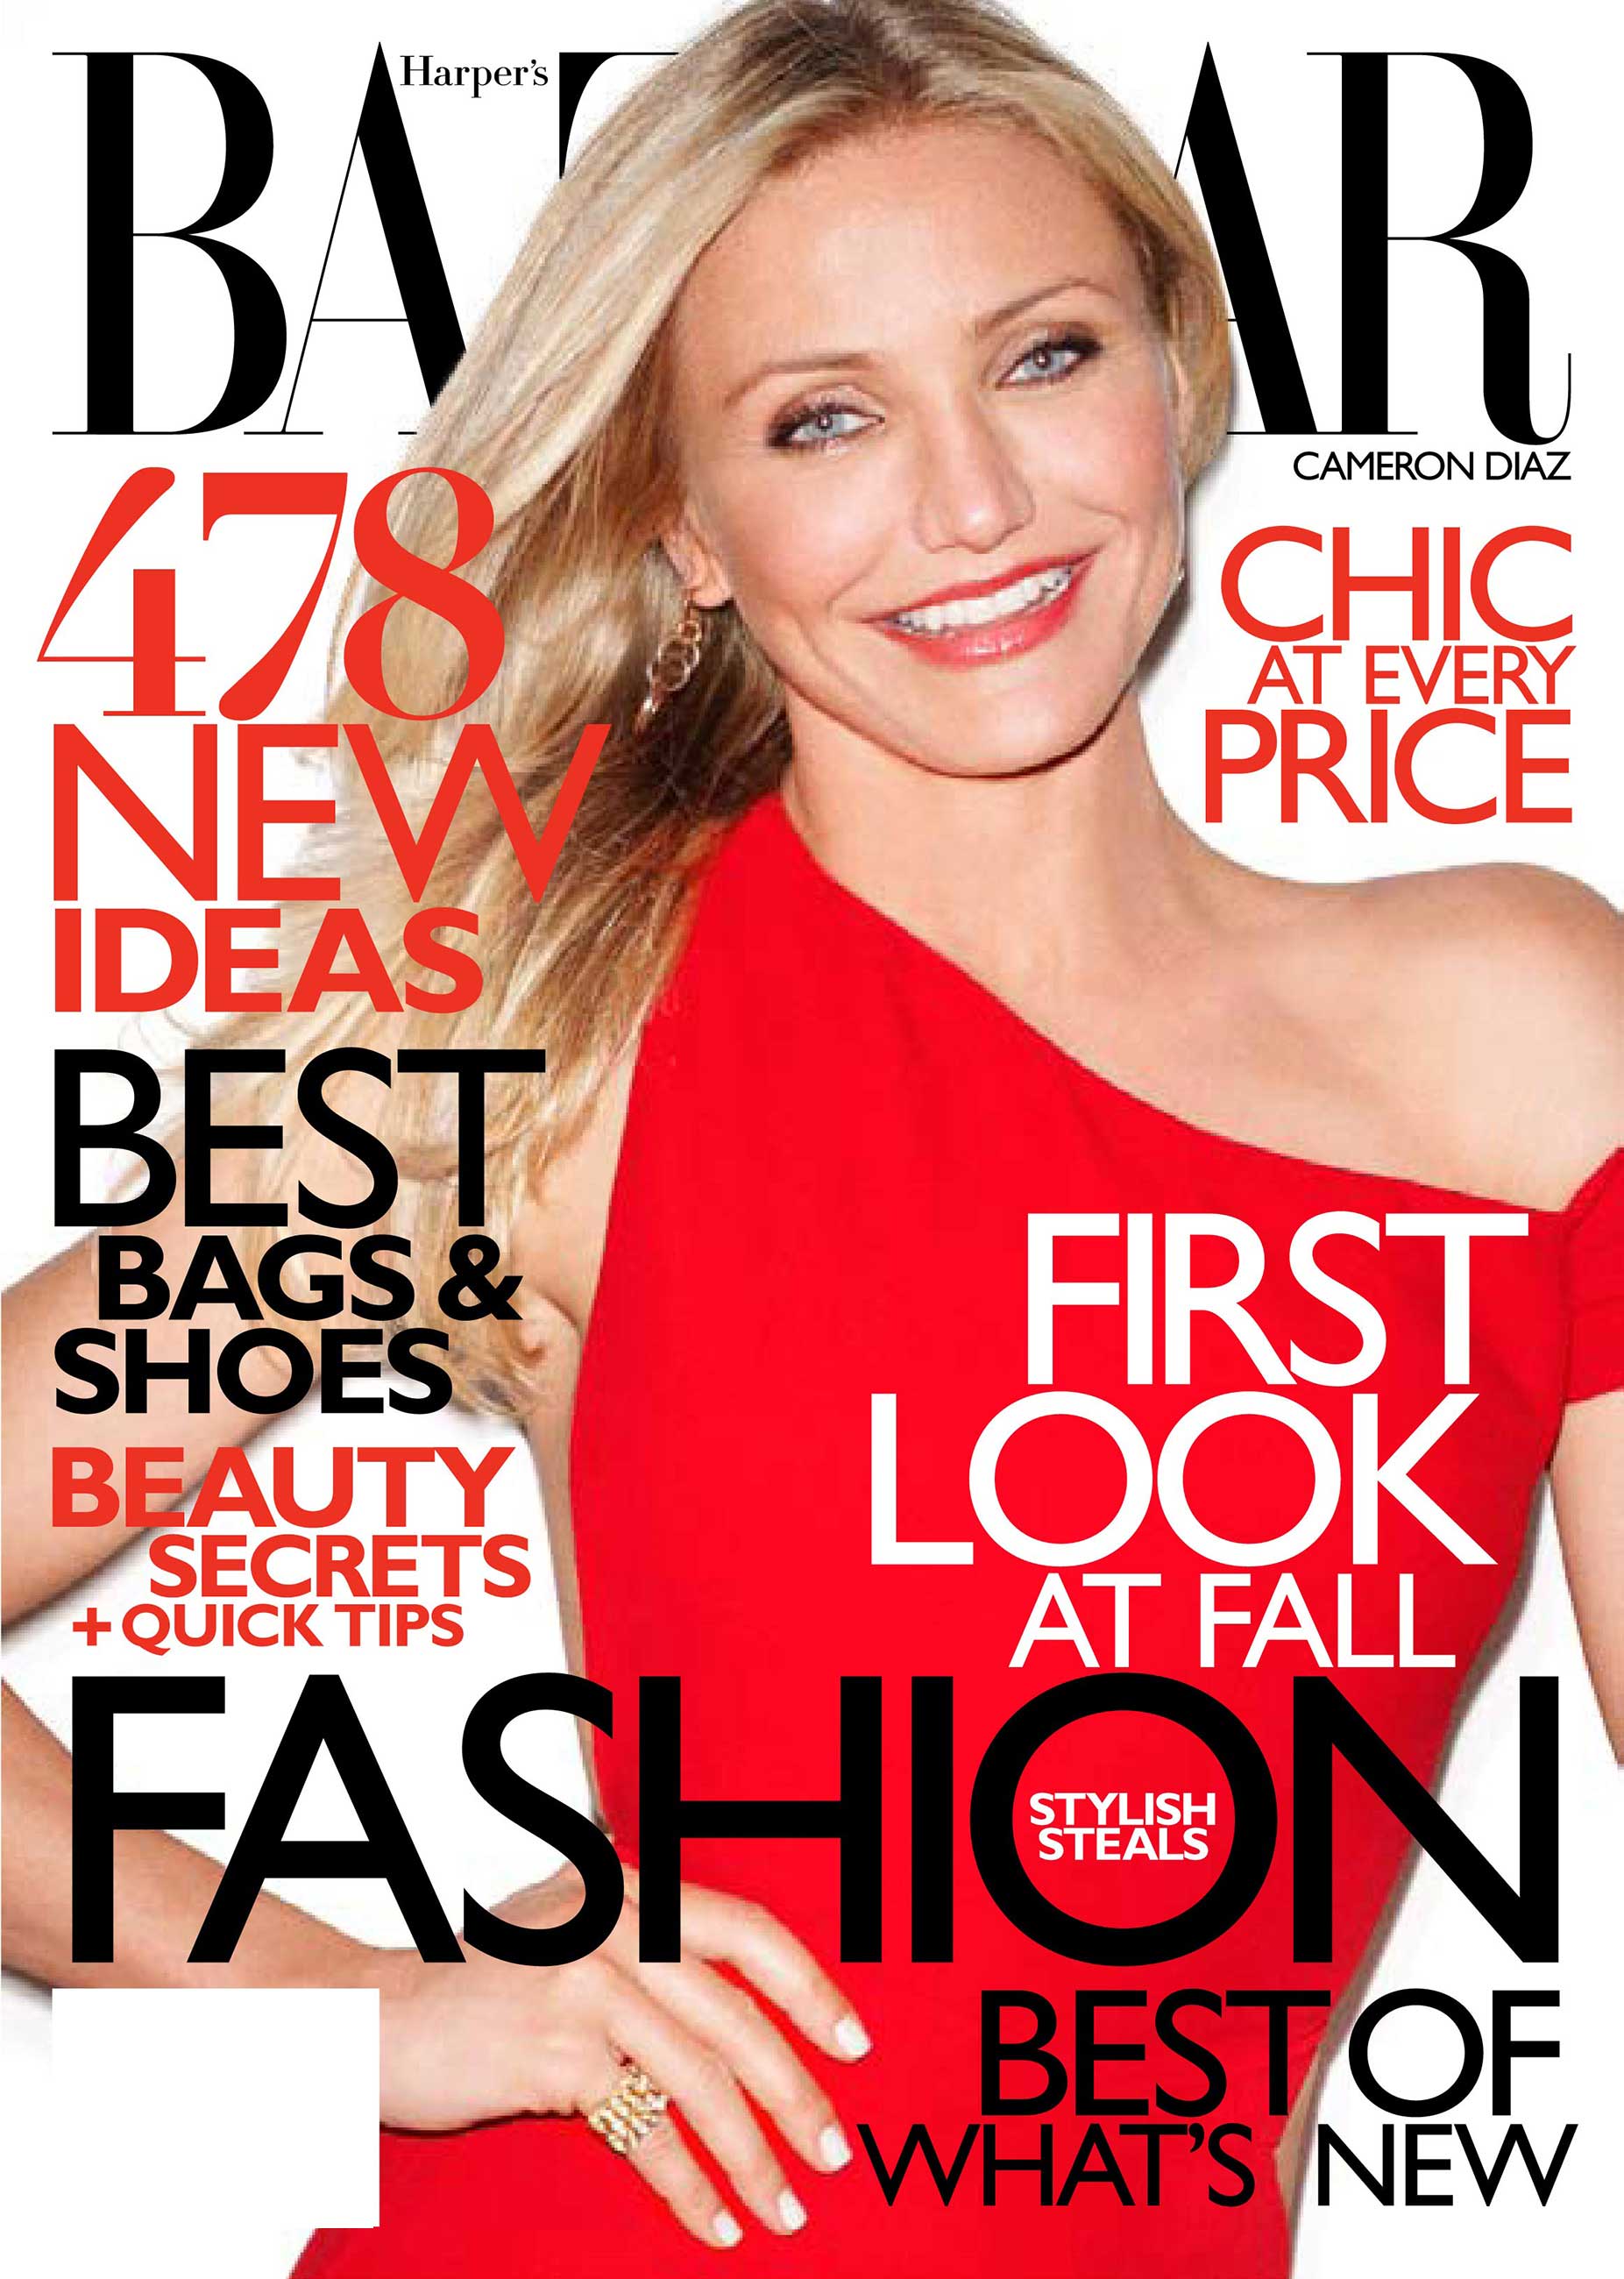 Harper's
BAZAAR
CAMERON DIAZ
478
NEW
IDEAS
CHIC
AT EVERY
PRICE
BEST
BAGS &
SHOES
BEAUTY
SECRETS
+ QUICK TIPS
FIRST
LOOK
AT FALL
FASHION
STYLISH
STEALS
BEST OF
WHAT'S NEW